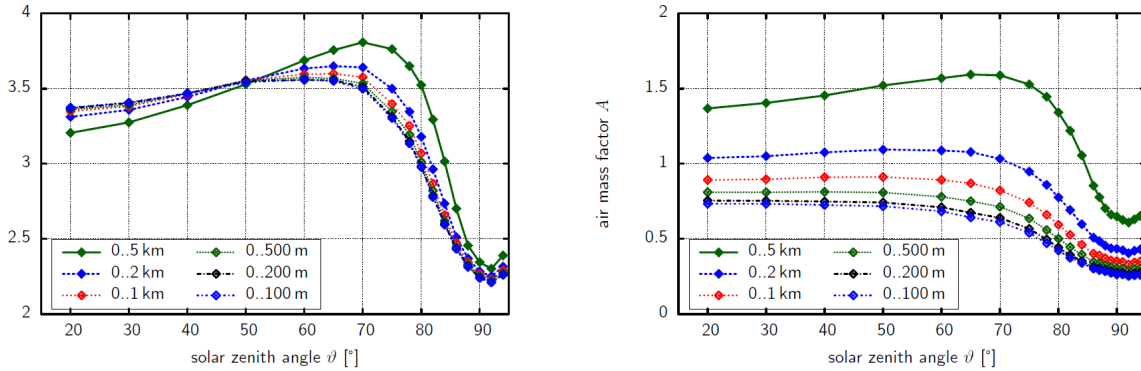 4
3.5
3
2.5
2
0..5 km
0..2 km
0..1 km
0..500 m
0..200 m
0..100 m
20 30 40 50 60 70 80 90
solar zenith angle ϑ [°]
air mass factor A
2
1.5
1
0.5
0
0..5 km
0..2 km
0..1 km
0..500 m
0..200 m
0..100 m
20 30 40 50 60 70 80 90
solar zenith angle ϑ [°]